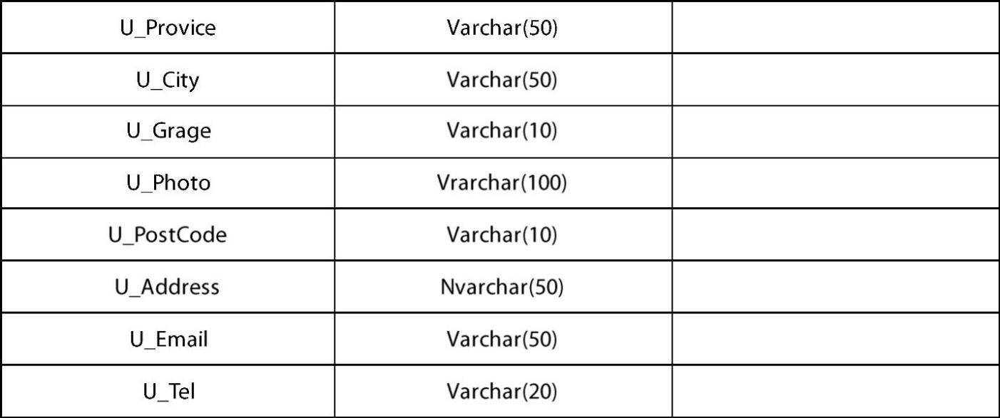 U_Provice Varchar(50)
U_City Varchar(50)
U_Grage Varchar(10)
U_Photo Vrarchar(100)
U_PostCode Varchar(10)
U_Address Nvarchar(50)
U_Email Varchar(50)
U_Tel Varchar(20)